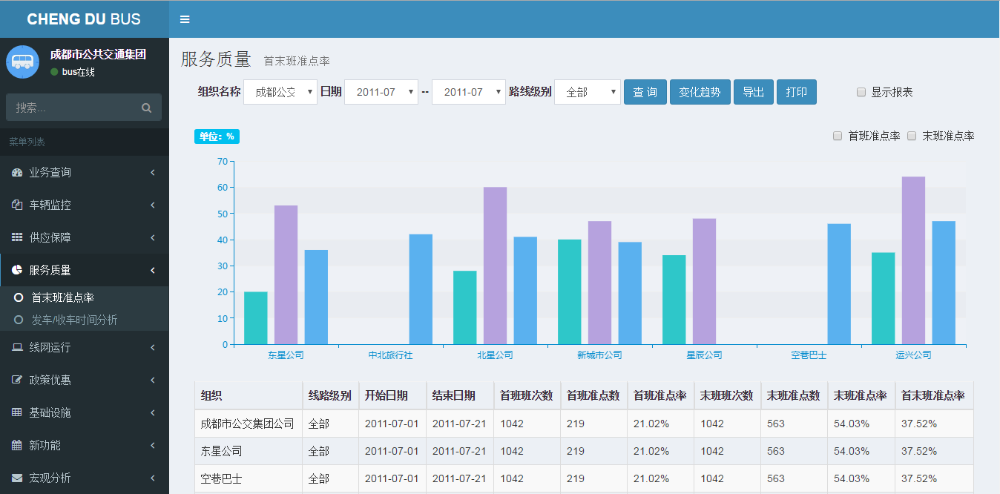 CHENG DU BUS
成都市公共交通集团
bus在线
搜索...
菜单列表
业务查询
车辆监控
供应保障
服务质量
首末班准点率
发车/收车时间分析
线网运行
政策优惠
基础设施
新功能
宏观分析
服务质量 首末班准点率
组织名称 成都公交 日期 2011-07 -- 2011-07 路线级别 全部 查 询 变化趋势 导出 打印 显示报表
单位：% 首班准点率 末班准点率
70
60
50
40
30
20
10
0
东星公司 中北旅行社 北星公司 新城市公司 星辰公司 空巷巴士 运兴公司
组织 线路级别 开始日期 结束日期 首班班次数 首班准点数 首班准点率 末班班次数 末班准点数 末班准点率 首末班准点率
成都市公交集团公司 全部 2011-07-01 2011-07-21 1042 219 21.02% 1042 563 54.03% 37.52%
东星公司 全部 2011-07-01 2011-07-21 1042 219 21.02% 1042 563 54.03% 37.52%
空巷巴士 全部 2011-07-01 2011-07-21 1042 219 21.02% 1042 563 54.03% 37.52%